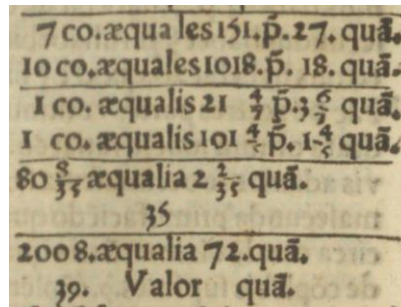 7 co. æqua les 151. p̃. 27. quã.
10 co. æquales 1018. p̃. 18. quã.
1 co. æqualis 21 4/7 p̃. 3 6/7 quã.
1 co. æqualis 101 4/5 p̃. 1 4/5 quã.
80 8/35 æqualia 2 2/35 quã.
35
2008. æqualia 72. quã.
39. Valor quã.